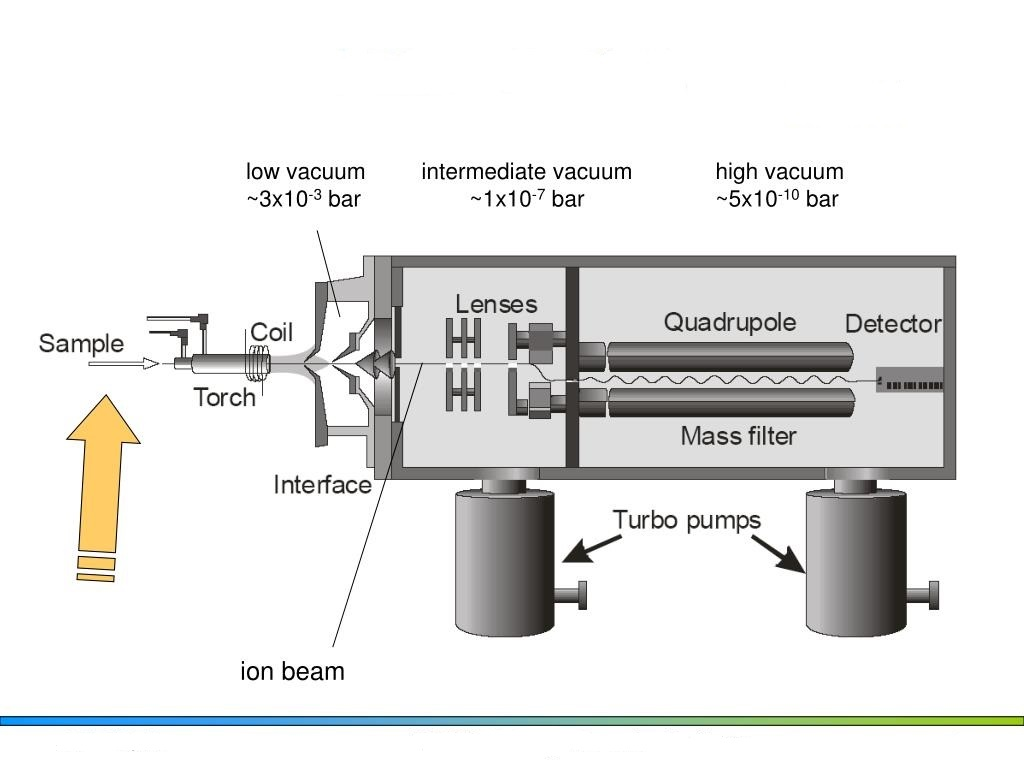 low vacuum
~3x10-3 bar
intermediate vacuum
~1x10-7 bar
high vacuum
~5x10-10 bar
Lenses
Quadrupole
Detector
Coil
Sample
Torch
Mass filter
Interface
Turbo pumps
ion beam